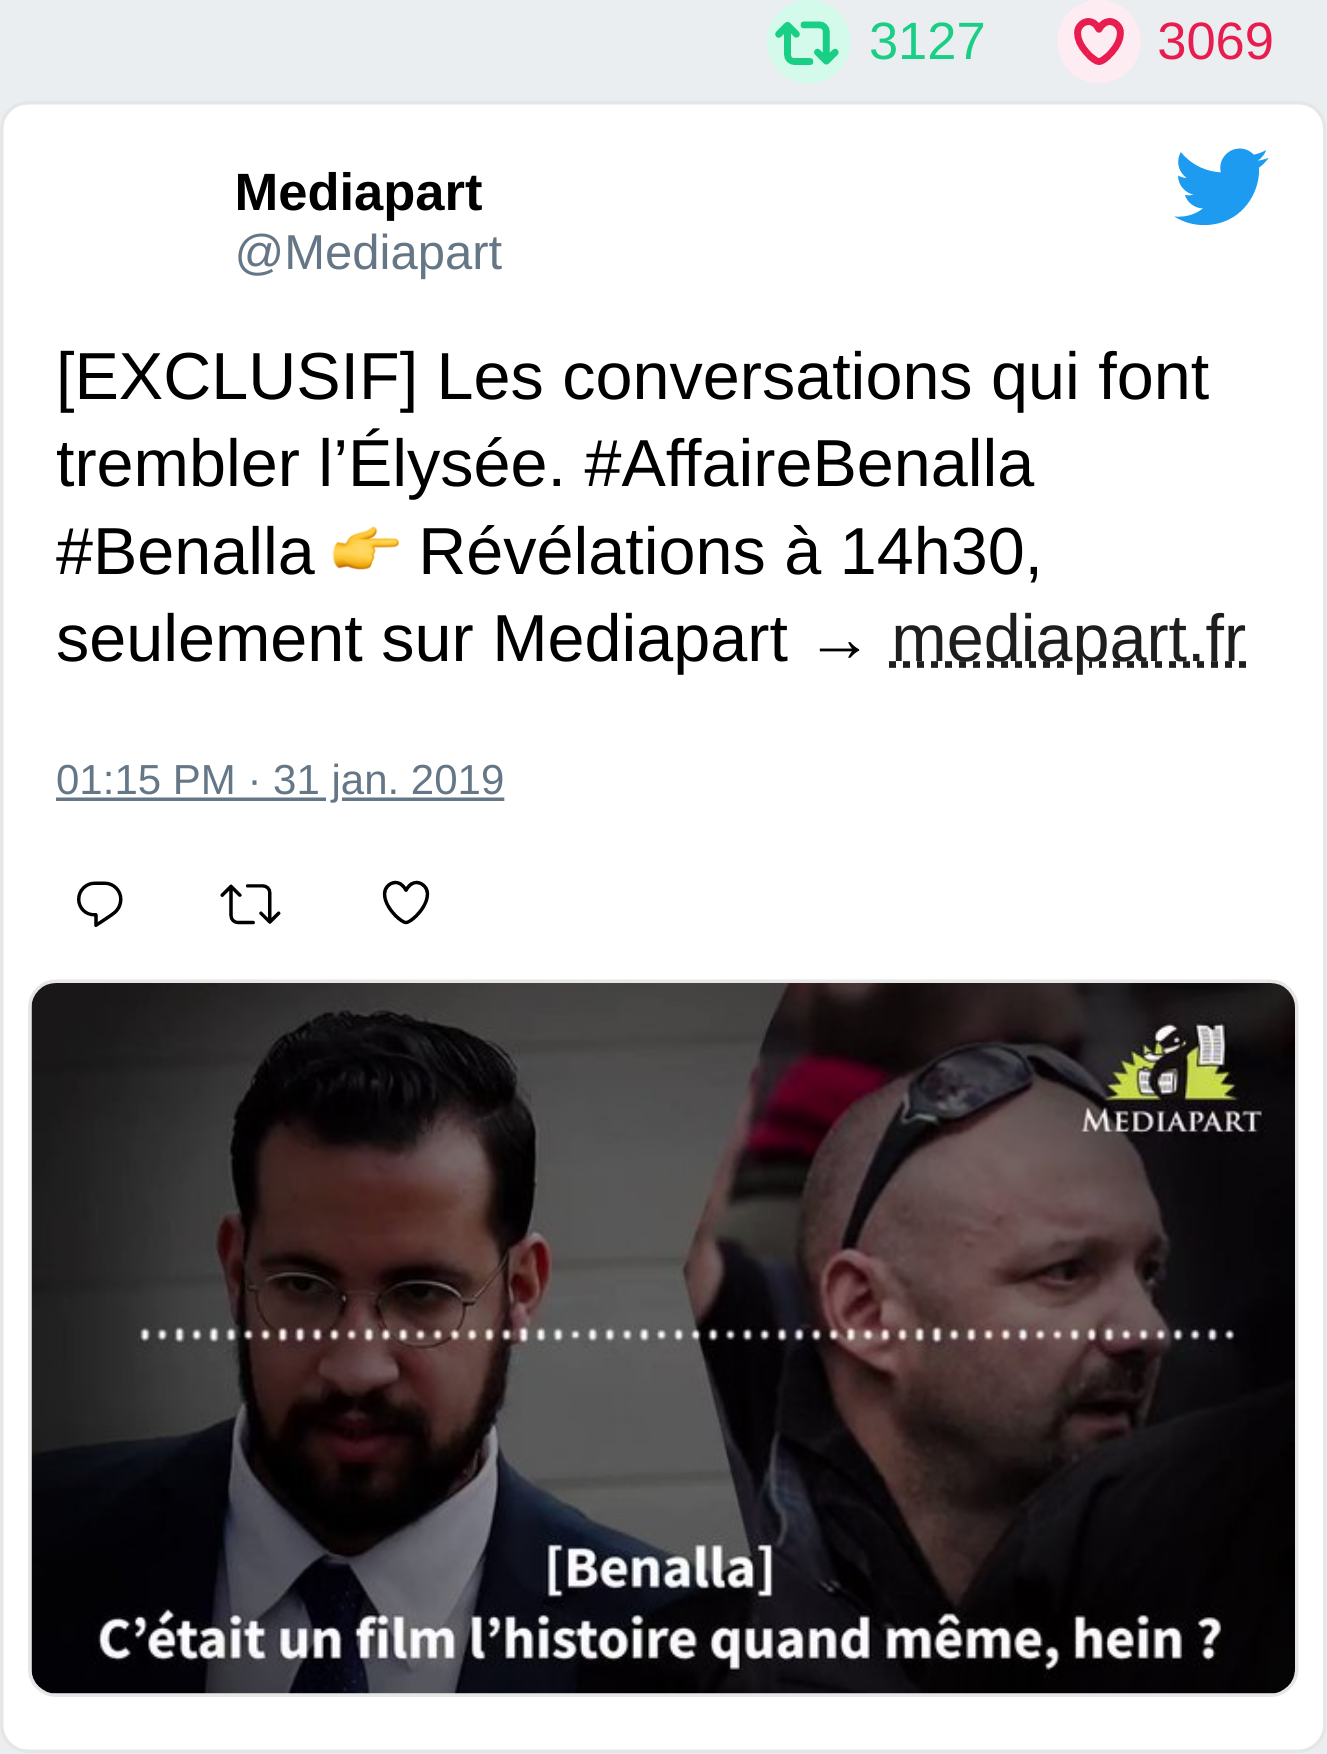 3127 3069
Mediapart
@Mediapart
[EXCLUSIF] Les conversations qui font
trembler l’Élysée. #AffaireBenalla
#Benalla 👉 Révélations à 14h30,
seulement sur Mediapart → mediapart.fr
01:15 PM · 31 jan. 2019
MEDIAPART
[Benalla]
C’était un film l’histoire quand même, hein ?